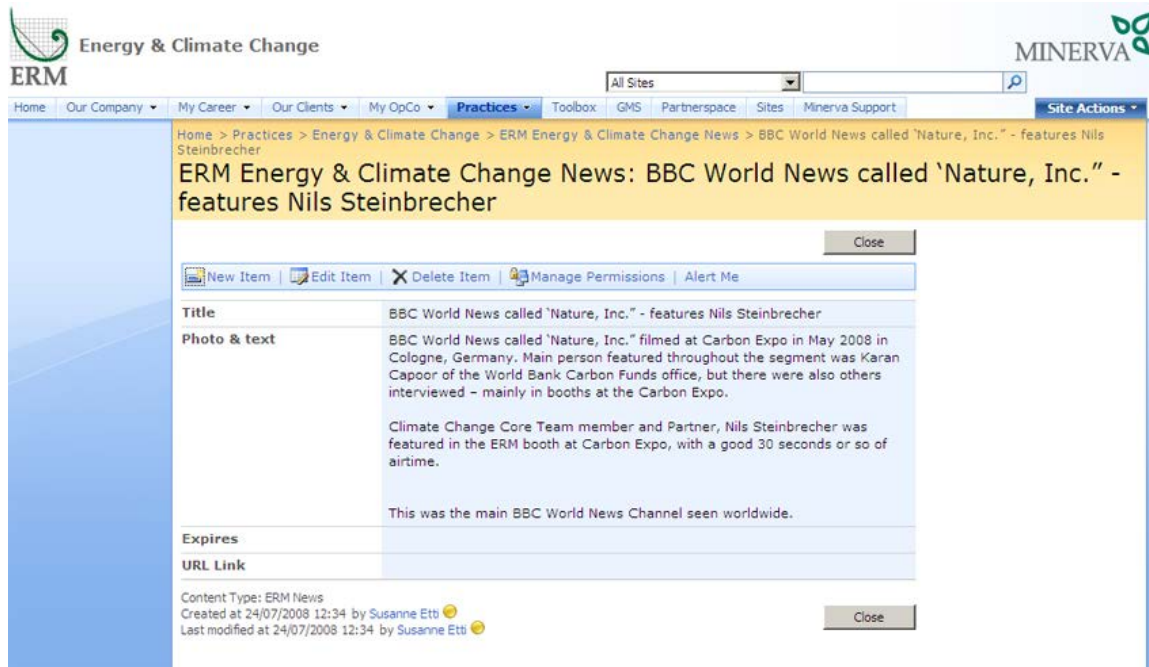 Energy & Climate Change
ERM
MINERVA
All Sites
Home Our Company My Career Our Clients My OpCo Practices Toolbox GMS Partnerspace Sites Minerva Support Site Actions
Home > Practices > Energy & Climate Change > ERM Energy & Climate Change News > BBC World News called ‘Nature, Inc.” - features Nils
Steinbrecher
ERM Energy & Climate Change News: BBC World News called ‘Nature, Inc.” -
features Nils Steinbrecher
Close
New Item | Edit Item | Delete Item | Manage Permissions | Alert Me
Title BBC World News called ‘Nature, Inc.” - features Nils Steinbrecher
Photo & text BBC World News called ‘Nature, Inc.” filmed at Carbon Expo in May 2008 in
Cologne, Germany. Main person featured throughout the segment was Karan
Capoor of the World Bank Carbon Funds office, but there were also others
interviewed – mainly in booths at the Carbon Expo.
Climate Change Core Team member and Partner, Nils Steinbrecher was
featured in the ERM booth at Carbon Expo, with a good 30 seconds or so of
airtime.
This was the main BBC World News Channel seen worldwide.
Expires
URL Link
Content Type: ERM News
Created at 24/07/2008 12:34 by Susanne Etti
Last modified at 24/07/2008 12:34 by Susanne Etti
Close